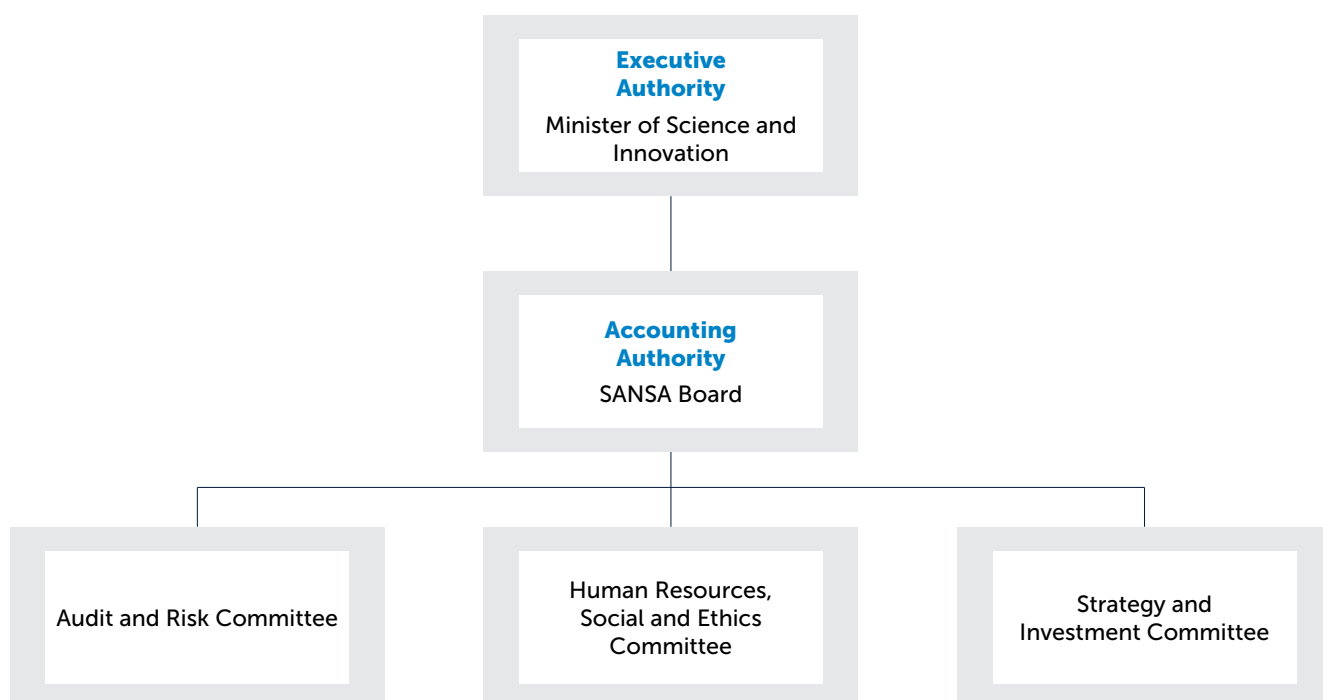 Executive
Authority
Minister of Science and
Innovation
Accounting
Authority
SANSA Board
Audit and Risk Committee
Human Resources,
Social and Ethics
Committee
Strategy and
Investment Committee